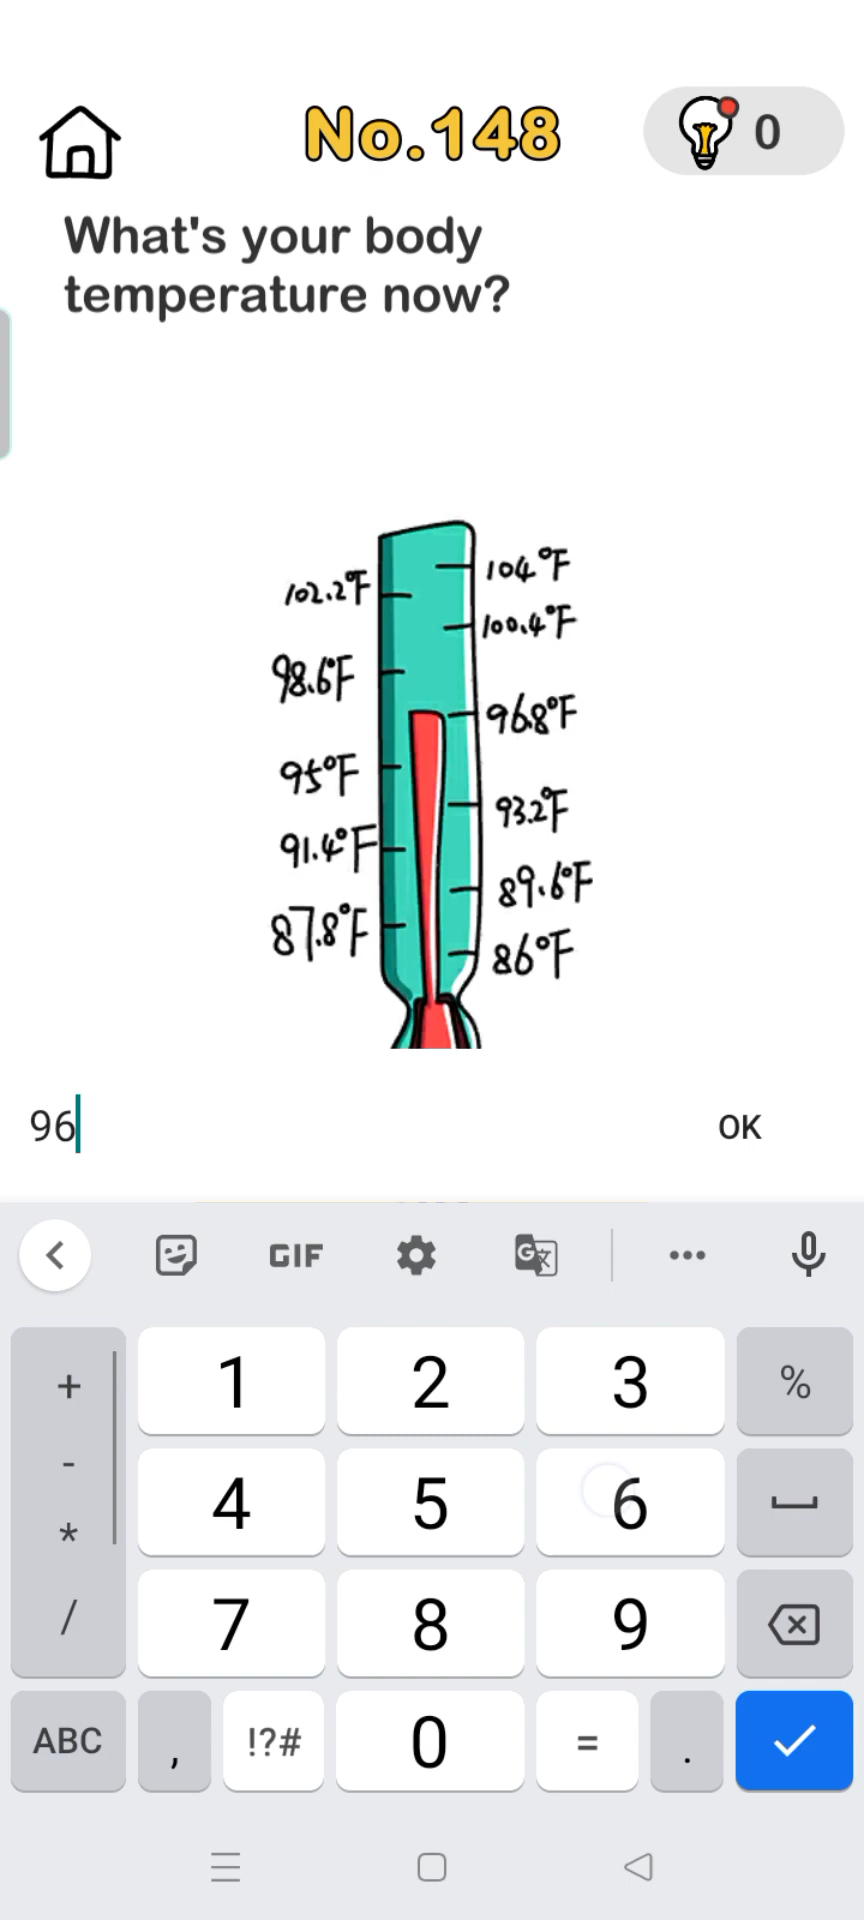 No.148
0
What's your body
temperature now?
104°F
102.2°F
100.4°F
98.6°F
96.8°F
95°F
93.2°F
91.4°F
89.6°F
87.8°F
86°F
96
OK
GIF
G文
+ 1 2 3 %
-
4 5 6
*
/ 7 8 9
ABC , !?# 0 = .